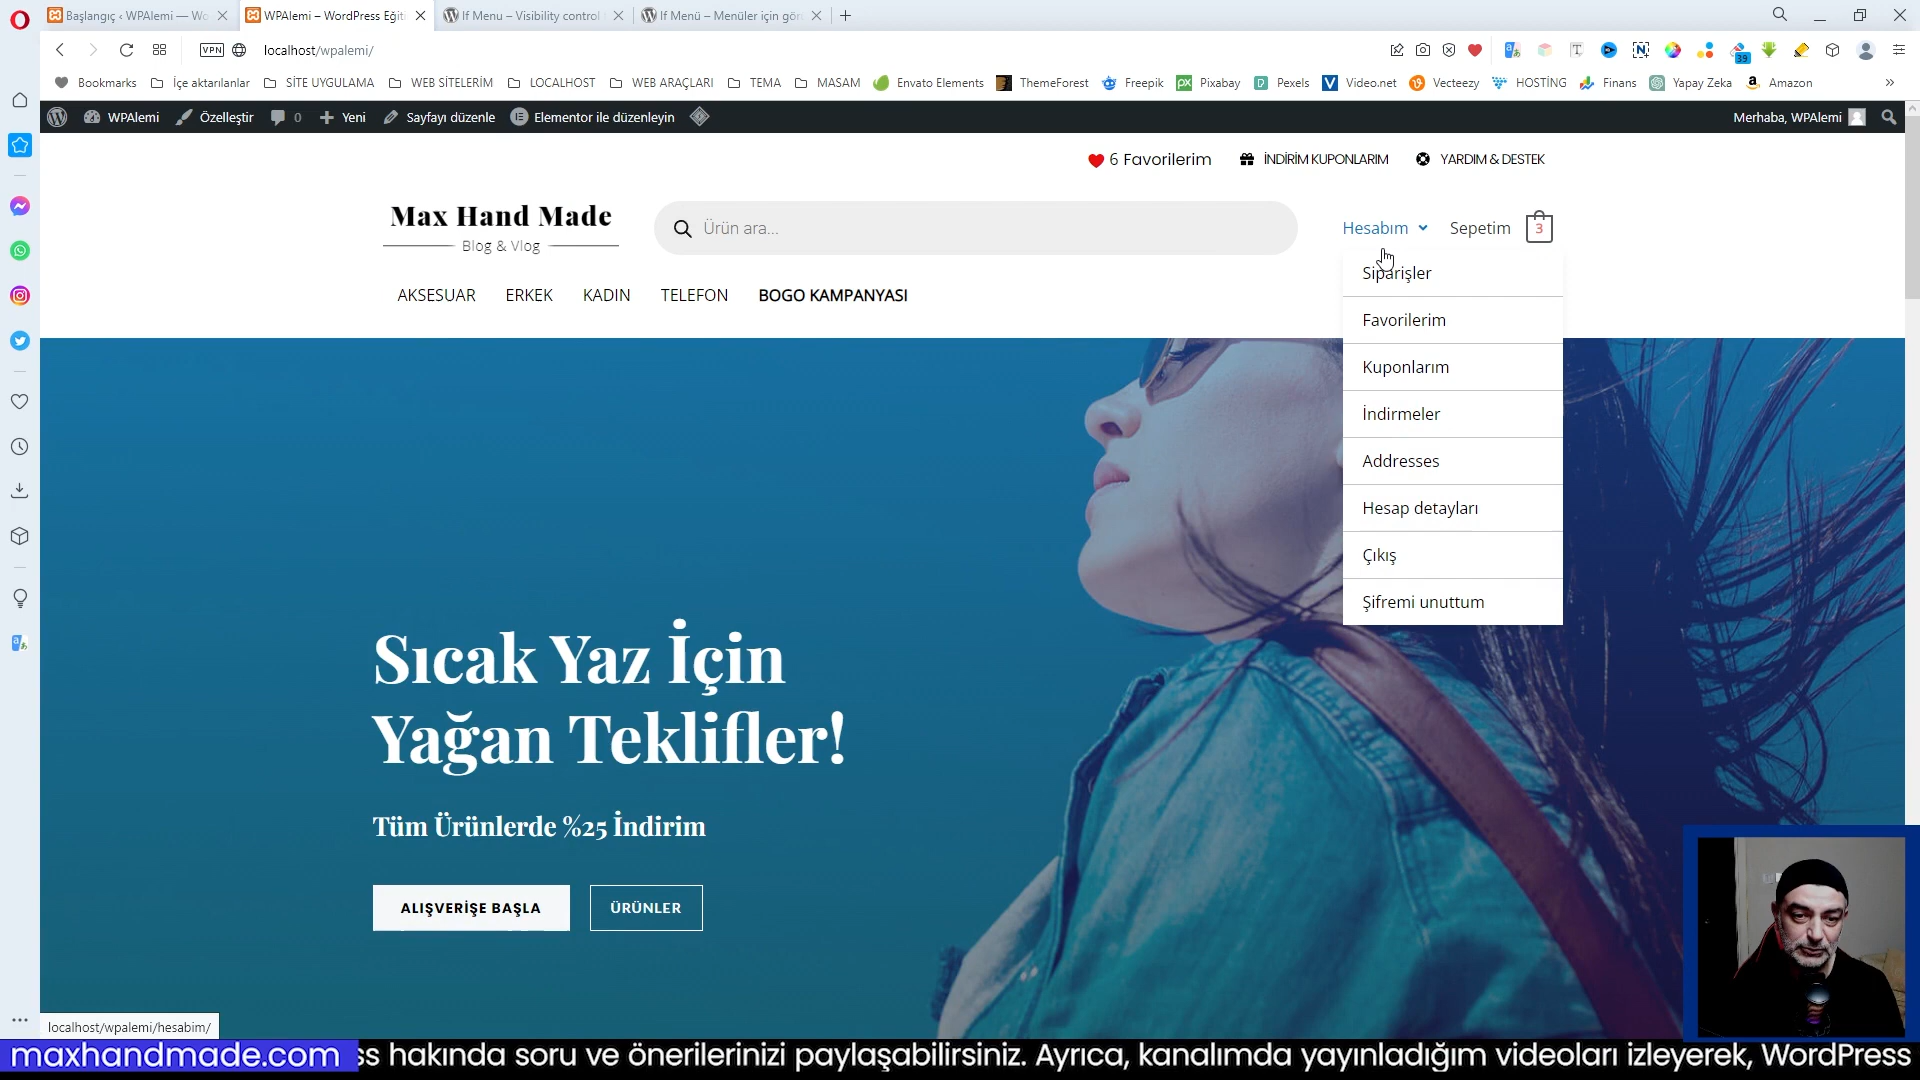 Başlangıç ‹ WPAlemi — Wo
WPAlemi – WordPress Eğiti
If Menu – Visibility control
If Menü – Menüler için gör
VPN
localhost/wpalemi/
39
Bookmarks
İçe aktarılanlar
SİTE UYGULAMA
WEB SİTELERİM
LOCALHOST
WEB ARAÇLARI
TEMA
MASAM
Envato Elements
ThemeForest
Freepik
Pixabay
Pexels
Video.net
Vecteezy
HOSTİNG
Finans
Yapay Zeka
Amazon
WPAlemi
Özelleştir
0
Yeni
Sayfayı düzenle
Elementor ile düzenleyin
Merhaba, WPAlemi
6 Favorilerim
İNDİRİM KUPONLARIM
YARDIM & DESTEK
Max Hand Made
Blog & Vlog
Ürün ara...
Hesabım
Sepetim
3
AKSESUAR
ERKEK
KADIN
TELEFON
BOGO KAMPANYASI
Siparişler
Favorilerim
Kuponlarım
İndirmeler
Addresses
Hesap detayları
Çıkış
Şifremi unuttum
Sıcak Yaz İçin
Yağan Teklifler!
Tüm Ürünlerde %25 İndirim
ALIŞVERİŞE BAŞLA
ÜRÜNLER
localhost/wpalemi/hesabim/
maxhandmade.com
ss hakında soru ve önerilerinizi paylaşabilirsiniz. Ayrıca, kanalımda yayınladığım videoları izleyerek, WordPress